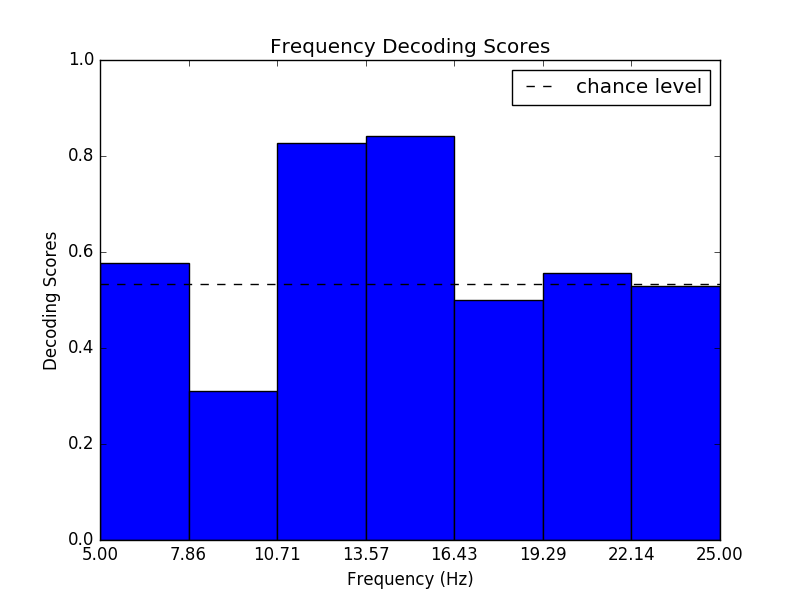 Frequency Decoding Scores
chance level
1.0
0.8
0.6
0.4
0.2
0.0
Decoding Scores
5.00 7.86 10.71 13.57 16.43 19.29 22.14 25.00
Frequency (Hz)